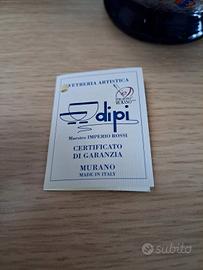 VETRERIA ARTISTICA
dipi
Maestro IMPERIO ROSSI
CERTIFICATO
DI GARANZIA
MURANO
MADE IN ITALY
subito